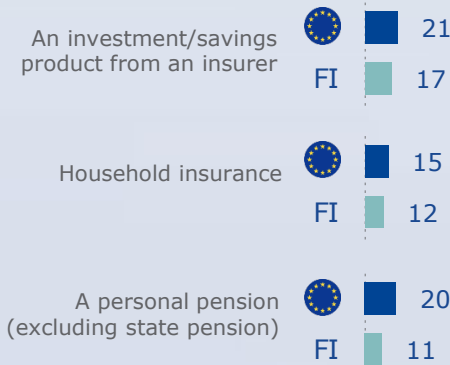 An investment/savings
product from an insurer
21
FI 17
Household insurance
15
FI 12
A personal pension
(excluding state pension)
20
FI 11